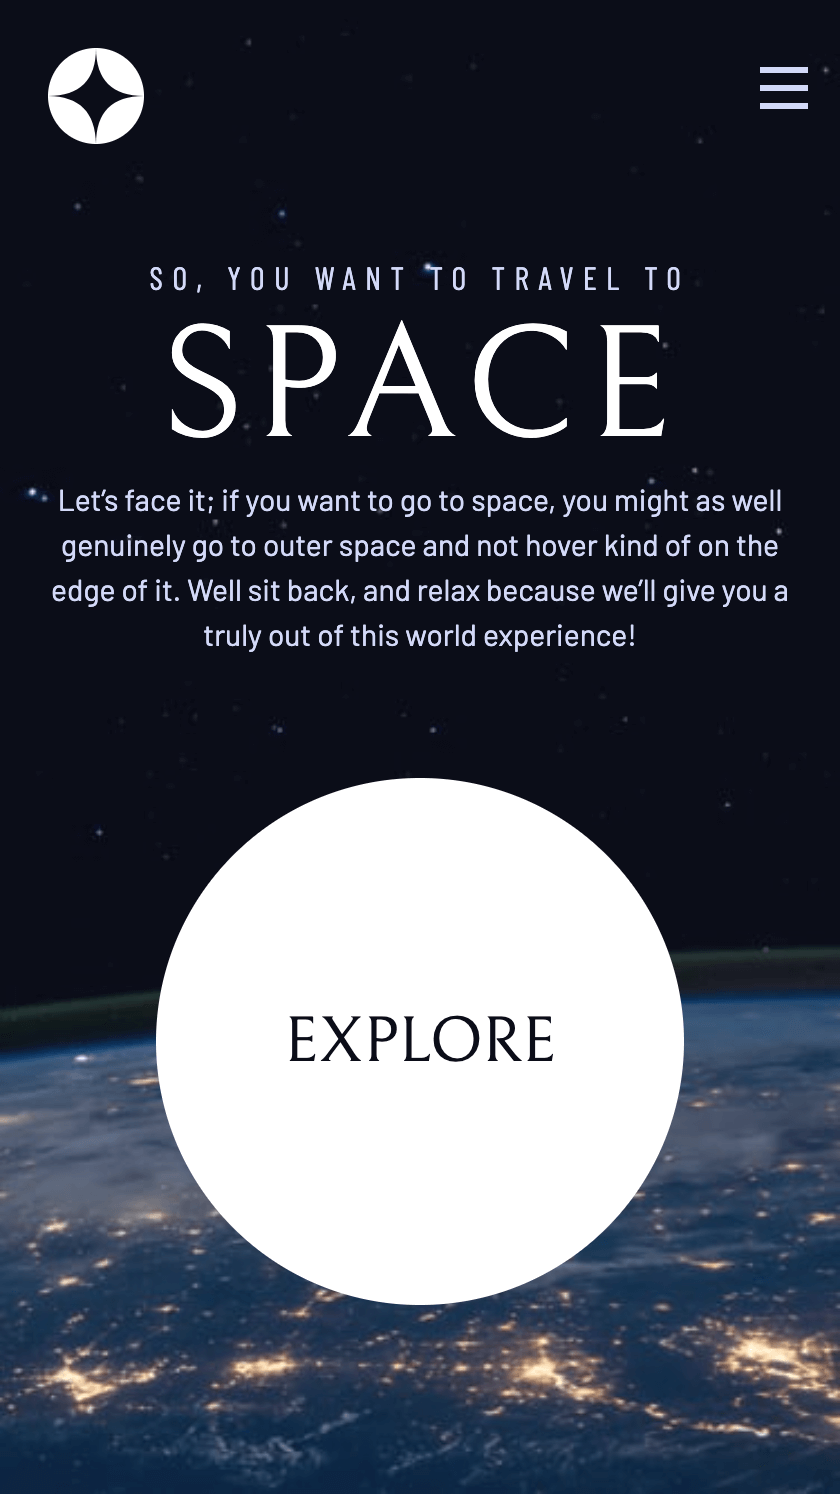 SO, YOU WANT TO TRAVEL TO
SPACE
Let’s face it; if you want to go to space, you might as well
genuinely go to outer space and not hover kind of on the
edge of it. Well sit back, and relax because we’ll give you a
truly out of this world experience!
EXPLORE